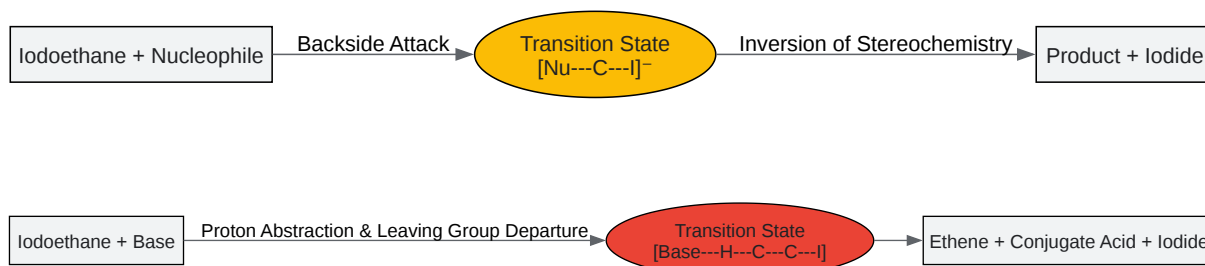 Iodoethane + Nucleophile
Backside Attack
Transition State
[Nu---C---I]⁻
Inversion of Stereochemistry
Product + Iodide
Iodoethane + Base
Proton Abstraction & Leaving Group Departure
Transition State
[Base---H---C---C---I]
Ethene + Conjugate Acid + Iodide